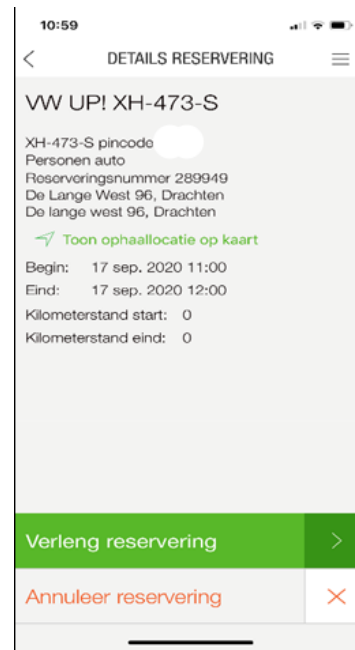 10:59
DETAILS RESERVERING
VW UP! XH-473-S
XH-473-S pincode
Personen auto
Reserveringsnummer 289949
De Lange West 96, Drachten
De lange west 96, Drachten
Toon ophaallocatie op kaart
Begin: 17 sep. 2020 11:00
Eind: 17 sep. 2020 12:00
Kilometerstand start: 0
Kilometerstand eind: 0
Verleng reservering
Annuleer reservering